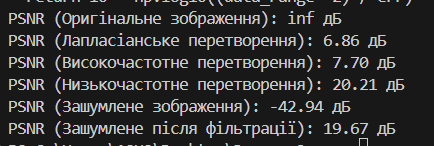 PSNR (Оригінальне зображення): inf дБ
PSNR (Лапласіанське перетворення): 6.86 дБ
PSNR (Високочастотне перетворення): 7.70 дБ
PSNR (Низькочастотне перетворення): 20.21 дБ
PSNR (Зашумлене зображення): -42.94 дБ
PSNR (Зашумлене після фільтрації): 19.67 дБ